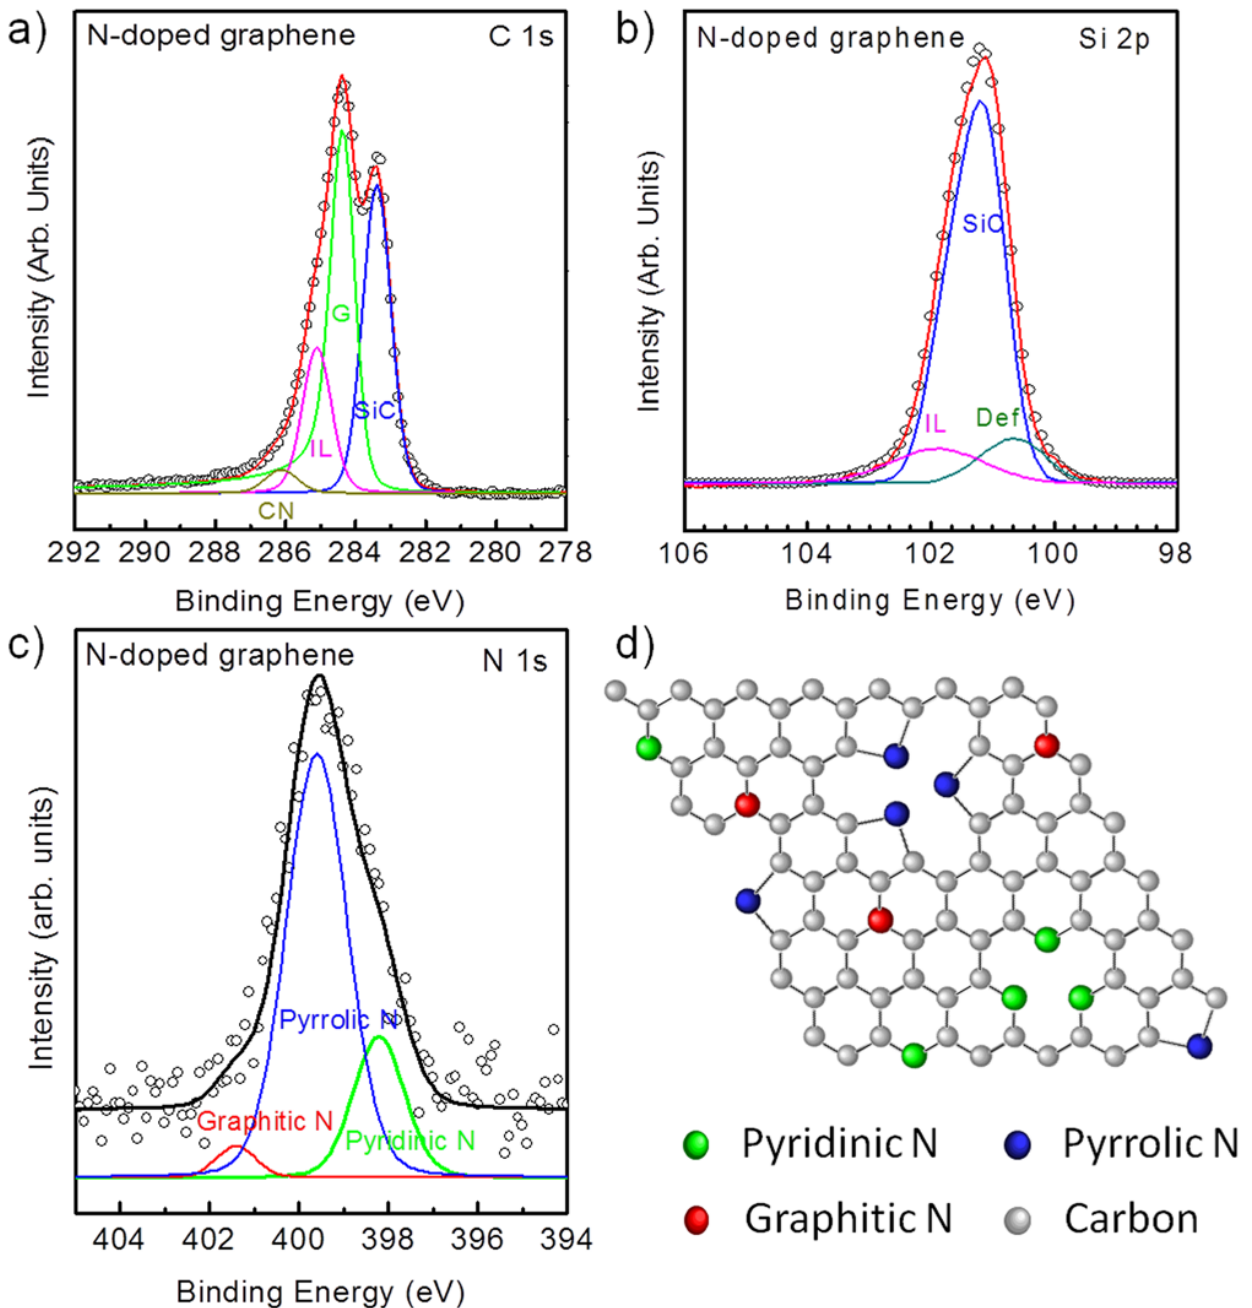 a)
N-doped graphene
C 1s
Intensity (Arb. Units)
G
SiC
IL
CN
292 290 288 286 284 282 280 278
Binding Energy (eV)
b)
N-doped graphene
Si 2p
Intensity (Arb. Units)
SiC
IL
Def
106 104 102 100 98
Binding Energy (eV)
c)
N-doped graphene
N 1s
Intensity (arb. units)
Pyrrolic N
Graphitic N
Pyridinic N
404 402 400 398 396 394
Binding Energy (eV)
d)
Pyridinic N
Pyrrolic N
Graphitic N
Carbon